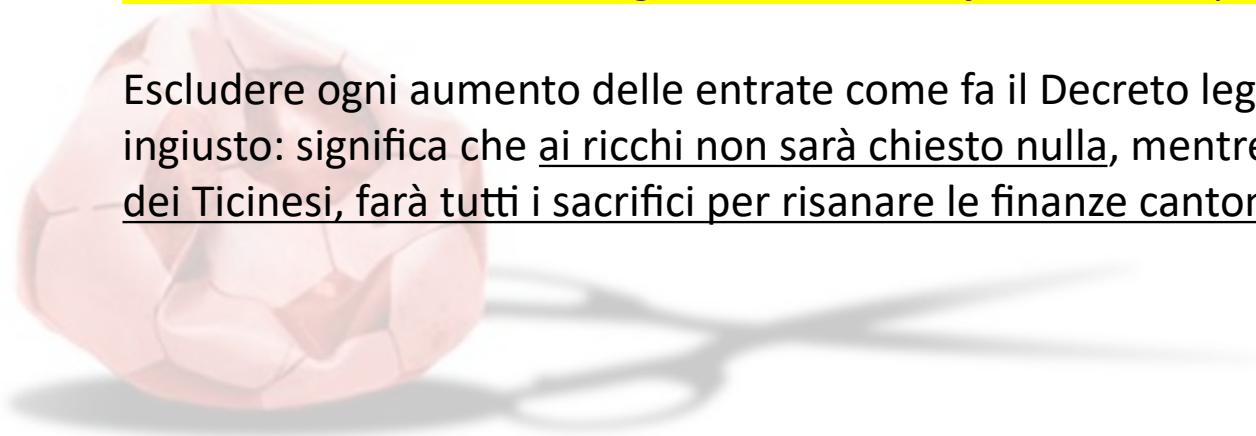 Escludere ogni aumento delle entrate come fa il Decreto leg
ingiusto: significa che ai ricchi non sarà chiesto nulla, mentre
dei Ticinesi, farà tutti i sacrifici per risanare le finanze canton